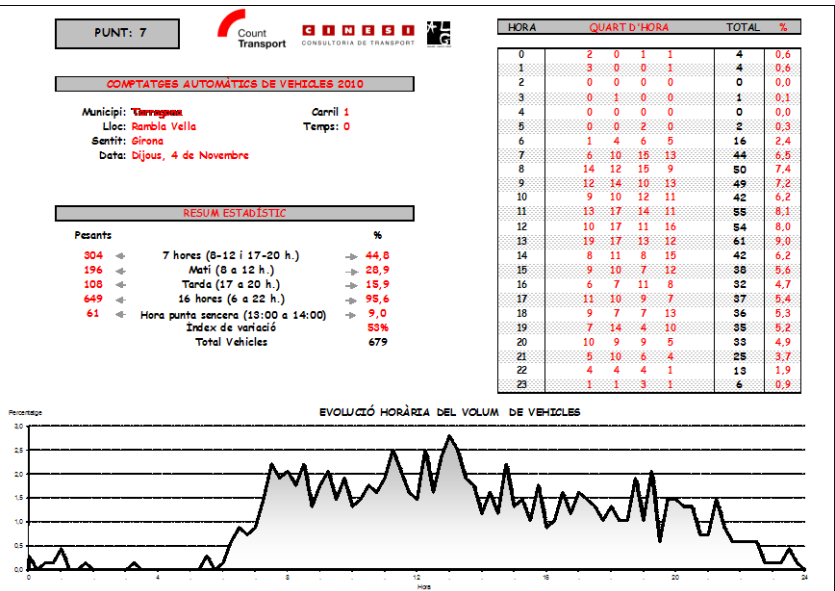 PUNT: 7
Count
Transport
CINESI
CONSULTORIA DE TRANSPORT
COMPTATGES AUTOMÀTICS DE VEHICLES 2010
Municipi: Carril 1
Lloc: Rambla Vella Temps: 0
Sentit: Girona
Data: Dijous, 4 de Novembre
RESUM ESTADÍSTIC
Pesants %
304 7 hores (8-12 i 17-20 h.) 44,8
196 Matí (8 a 12 h.) 28,9
108 Tarda (17 a 20 h.) 15,9
649 16 hores (6 a 22 h.) 95,6
61 Hora punta sencera (13:00 a 14:00) 9,0
Índex de variació 53%
Total Vehicles 679
HORA QUART D'HORA TOTAL %
0 2 0 1 1 4 0,6
1 3 0 0 1 4 0,6
2 0 0 0 0 0 0,0
3 0 1 0 0 1 0,1
4 0 0 0 0 0 0,0
5 0 0 2 0 2 0,3
6 1 4 6 5 16 2,4
7 6 10 15 13 44 6,5
8 14 12 15 9 50 7,4
9 12 14 10 13 49 7,2
10 9 10 12 11 42 6,2
11 13 17 14 11 55 8,1
12 10 17 11 16 54 8,0
13 19 17 13 12 61 9,0
14 8 11 8 15 42 6,2
15 9 10 7 12 38 5,6
16 6 7 11 8 32 4,7
17 11 10 9 7 37 5,4
18 9 7 7 13 36 5,3
19 7 14 4 10 35 5,2
20 10 9 9 5 33 4,9
21 5 10 6 4 25 3,7
22 4 4 4 1 13 1,9
23 1 1 3 1 6 0,9
EVOLUCIÓ HORÀRIA DEL VOLUM DE VEHICLES
Percentatge
3,0
2,5
2,0
1,5
1,0
0,5
0,0
0 4 8 12 16 20 24
Hora